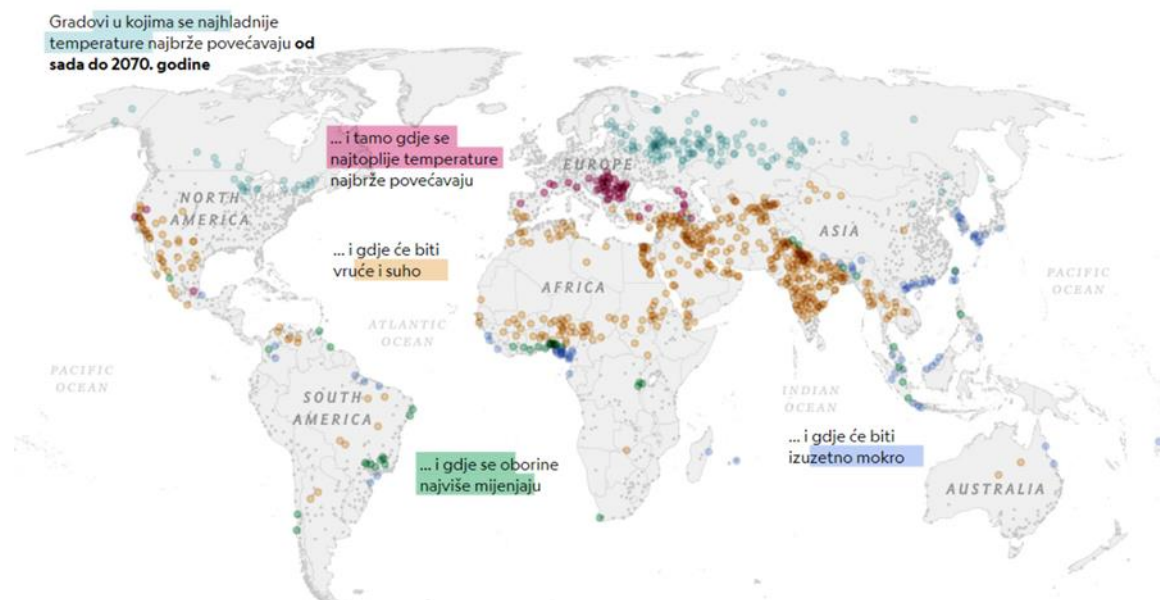 Gradovi u kojima se najhladnije
temperature najbrže povećavaju od
sada do 2070. godine
... i tamo gdje se
najtoplije temperature
najbrže povećavaju
EUROPE
NORTH
AMERICA
ASIA
... i gdje će biti
vruće i suho
AFRICA
PACIFIC
OCEAN
ATLANTIC
OCEAN
PACIFIC
OCEAN
SOUTH
AMERICA
INDIAN
OCEAN
... i gdje će biti
izuzetno mokro
... i gdje se oborine
najviše mijenjaju
AUSTRALIA